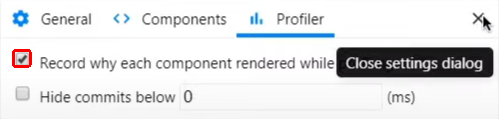 General Components Profiler
Record why each component rendered while
Close settings dialog
Hide commits below 0 (ms)